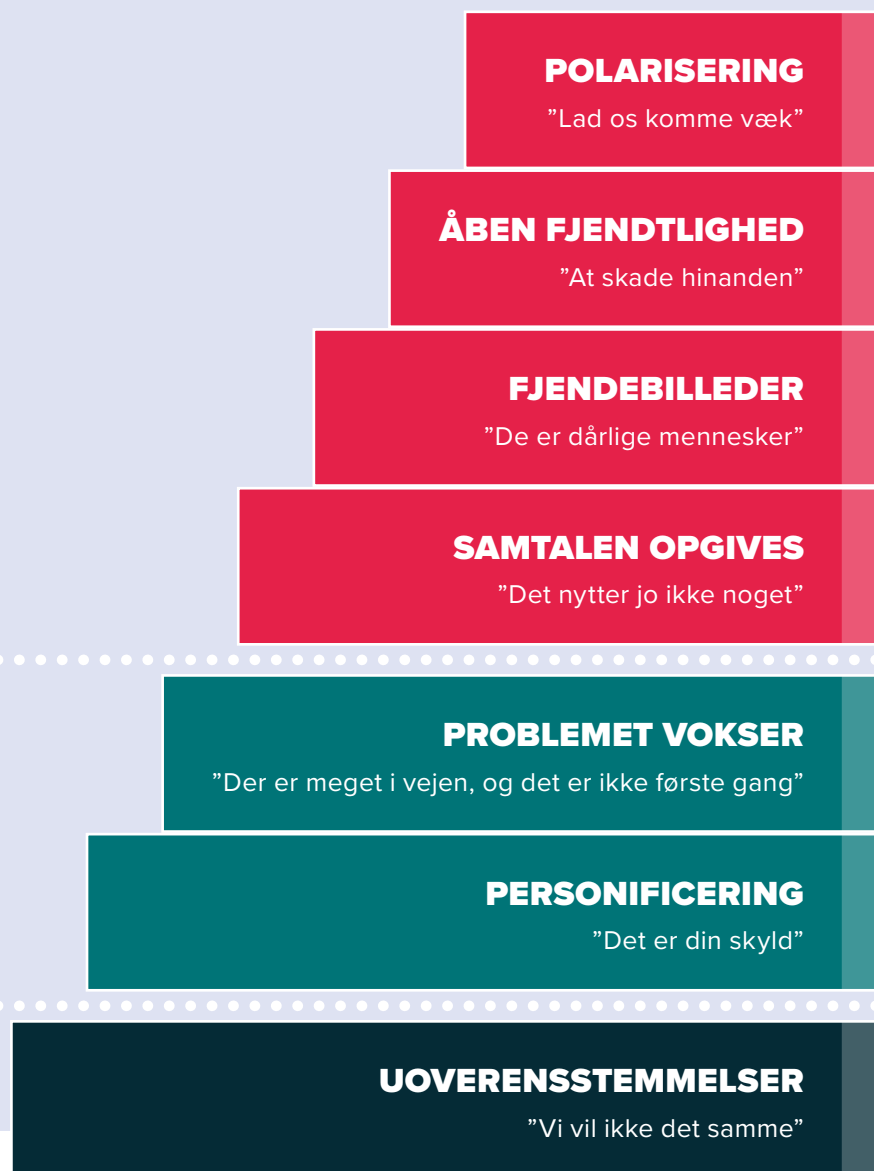 POLARISERING
”Lad os komme væk”
ÅBEN FJENDTLIGHED
”At skade hinanden”
FJENDEBILLEDER
”De er dårlige mennesker”
SAMTALEN OPGIVES
”Det nytter jo ikke noget”
PROBLEMET VOKSER
”Der er meget i vejen, og det er ikke første gang”
PERSONIFICERING
”Det er din skyld”
UOVERENSSTEMMELSER
”Vi vil ikke det samme”